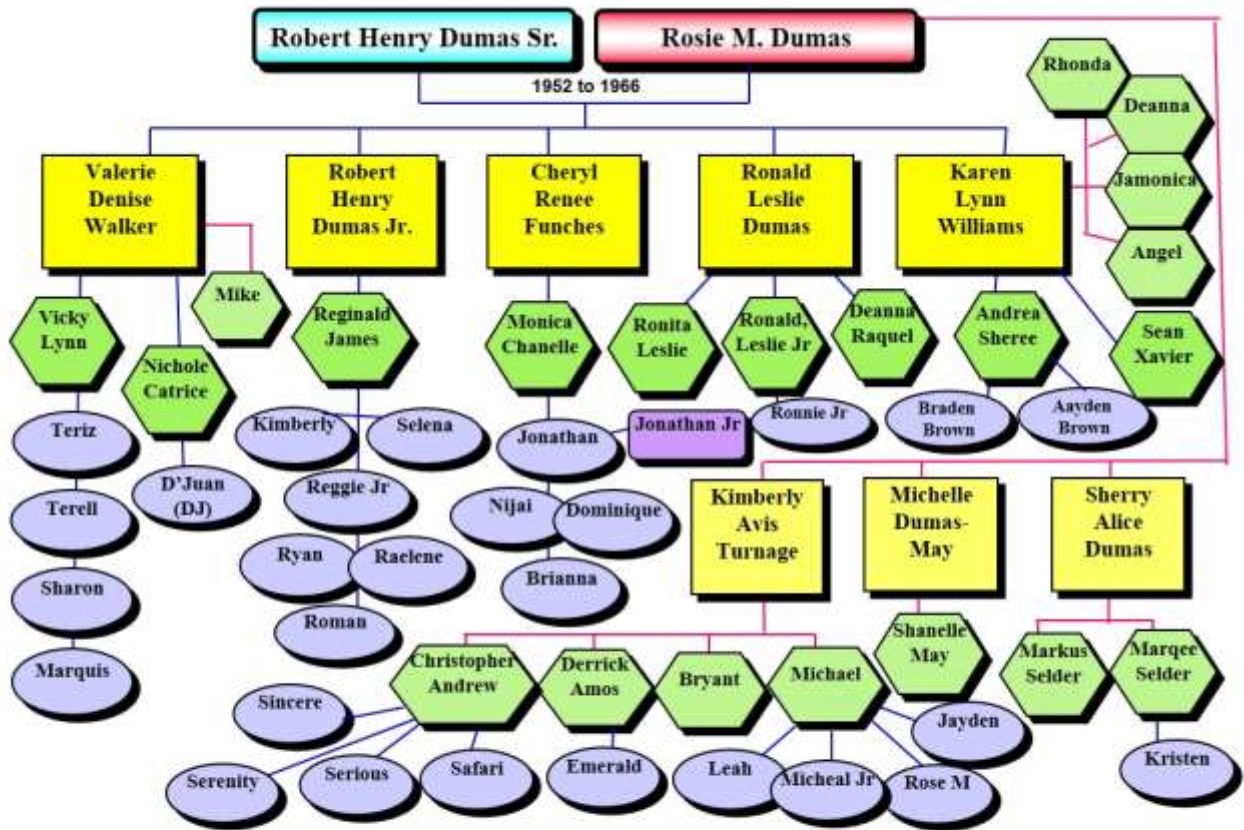 Robert Henry Dumas Sr.
Rosie M. Dumas
1952 to 1966
Rhonda
Deanna
Jamonica
Angel
Valerie
Denise
Walker
Robert
Henry
Dumas Jr.
Cheryl
Renee
Funches
Ronald
Leslie
Dumas
Karen
Lynn
Williams
Mike
Vicky
Lynn
Nichole
Catrice
Reginald
James
Monica
Chanelle
Ronita
Leslie
Ronald,
Leslie Jr
Deanna
Raquel
Andrea
Sheree
Sean
Xavier
Teriz
Terell
Sharon
Marquis
D'Juan
(DJ)
Kimberly
Selena
Reggie Jr
Ryan
Raelene
Roman
Jonathan
Jonathan Jr
Nijai
Dominique
Brianna
Ronnie Jr
Braden
Brown
Aayden
Brown
Kimberly
Avis
Turnage
Michelle
Dumas-
May
Sherry
Alice
Dumas
Christopher
Andrew
Derrick
Amos
Bryant
Michael
Shanelle
May
Markus
Selder
Marqee
Selder
Sincere
Serenity
Serious
Safari
Emerald
Leah
Micheal Jr
Rose M
Jayden
Kristen